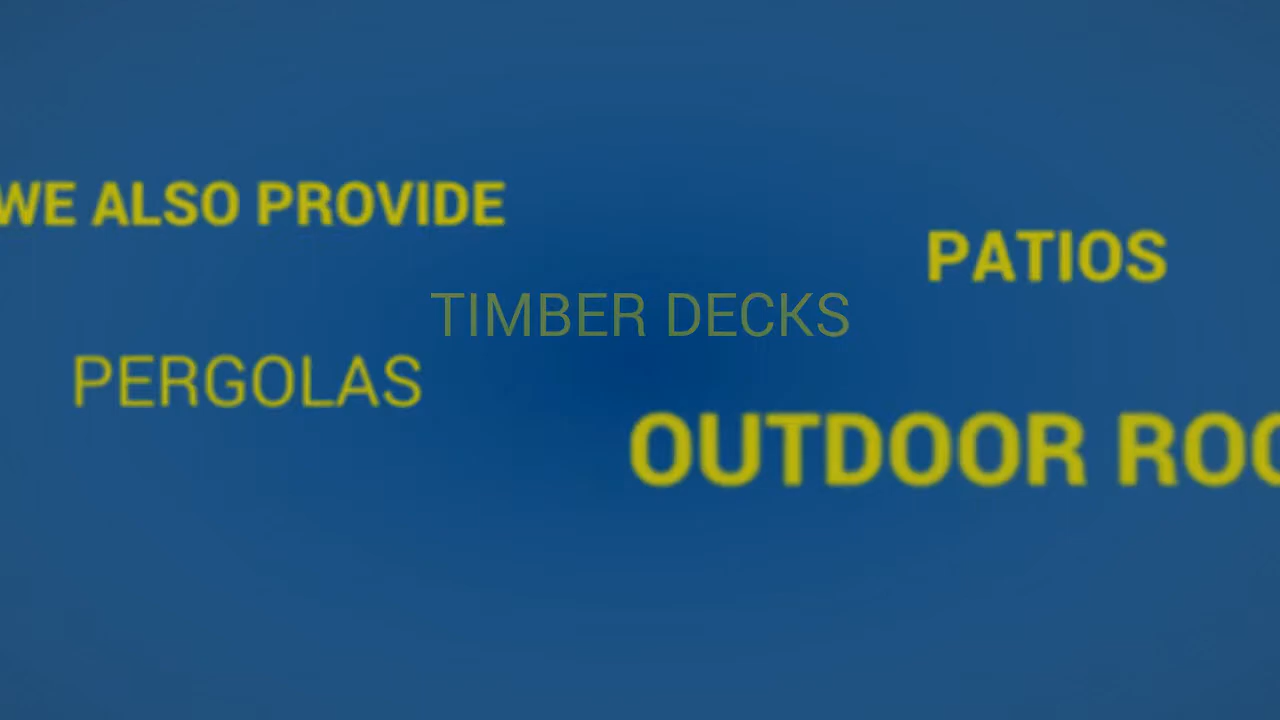 WE ALSO PROVIDE
PATIOS
TIMBER DECKS
PERGOLAS
OUTDOOR